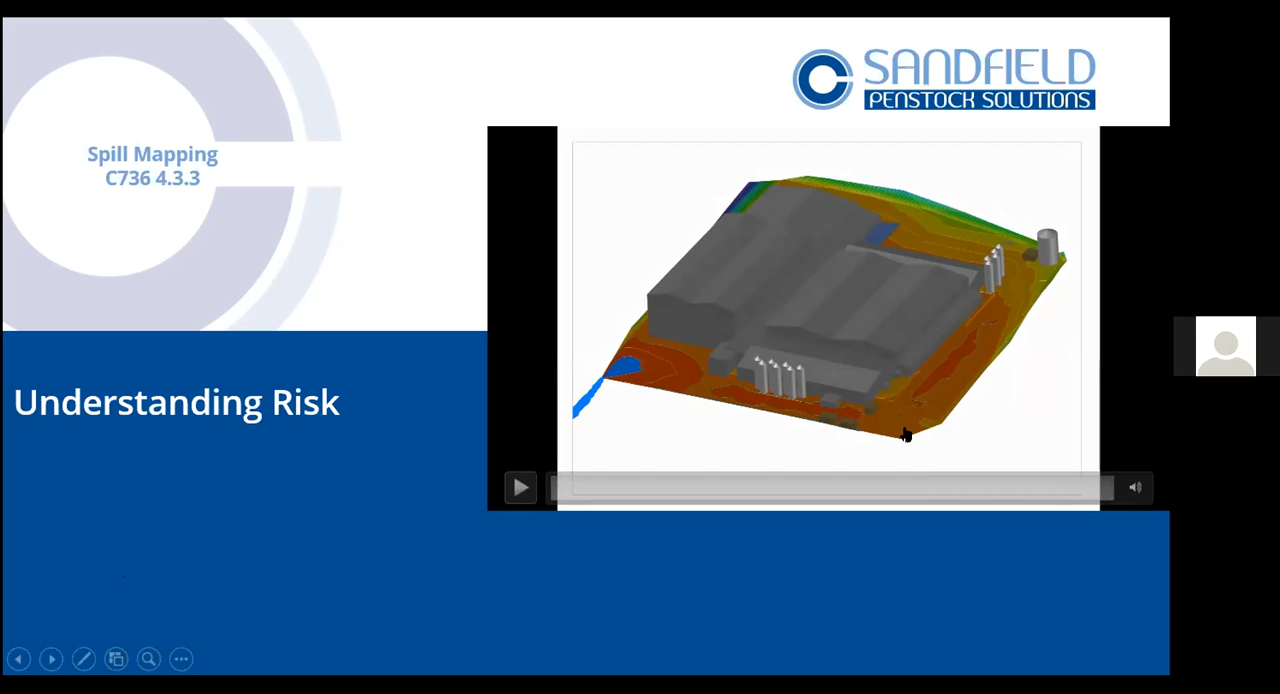 SANDFIELD
PENSTOCK SOLUTIONS
Spill Mapping
C736 4.3.3
Understanding Risk